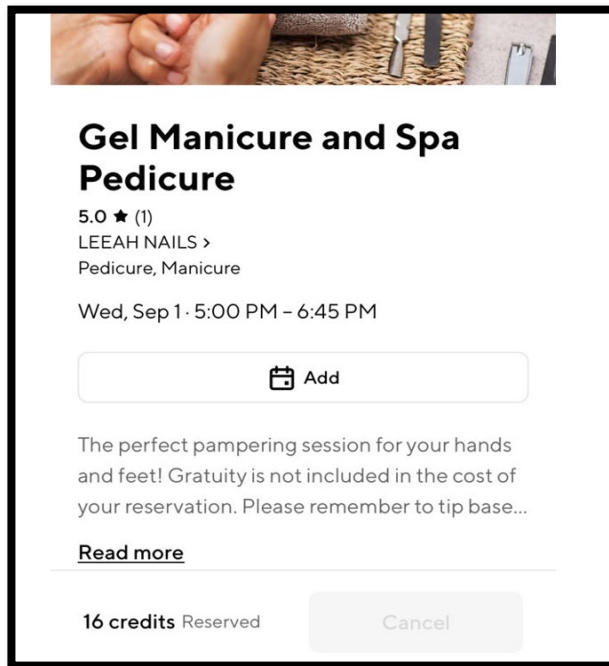 Gel Manicure and Spa
Pedicure
5.0 ★ (1)
LEEAH NAILS >
Pedicure, Manicure
Wed, Sep 1 · 5:00 PM – 6:45 PM
Add
The perfect pampering session for your hands
and feet! Gratuity is not included in the cost of
your reservation. Please remember to tip base...
Read more
16 credits Reserved
Cancel